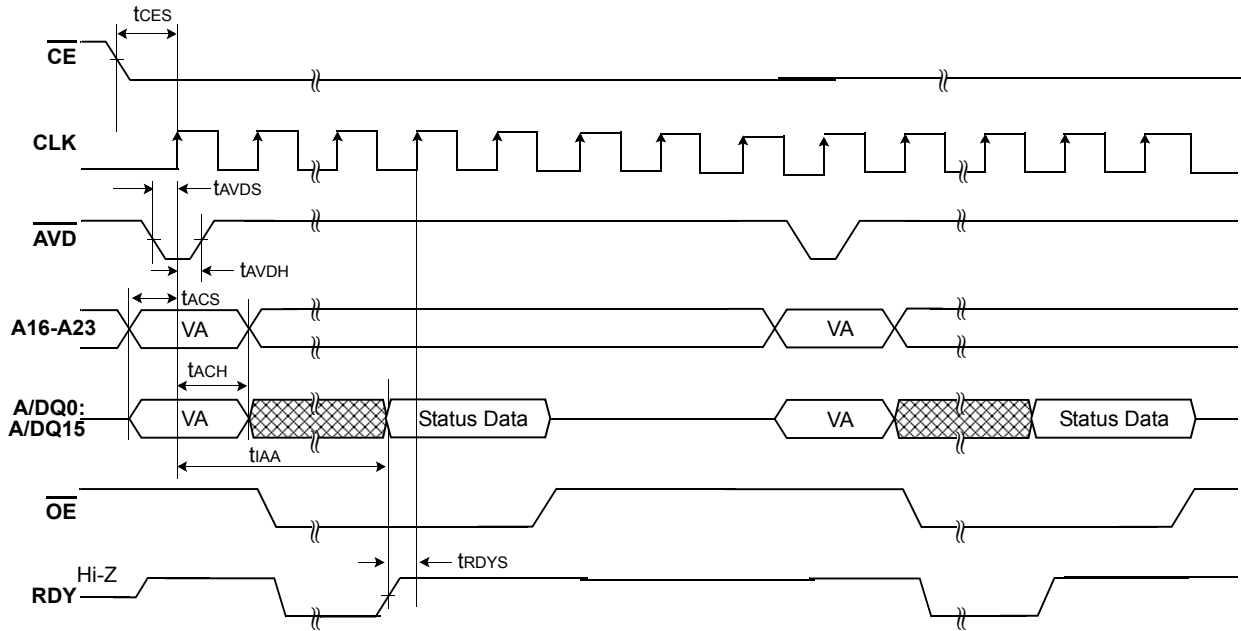 tCES
CE
CLK
tAVDS
AVD
tAVDH
tACS
A16-A23
VA
VA
tACH
A/DQ0:
A/DQ15
VA
Status Data
VA
Status Data
tIAA
OE
tRDYS
Hi-Z
RDY